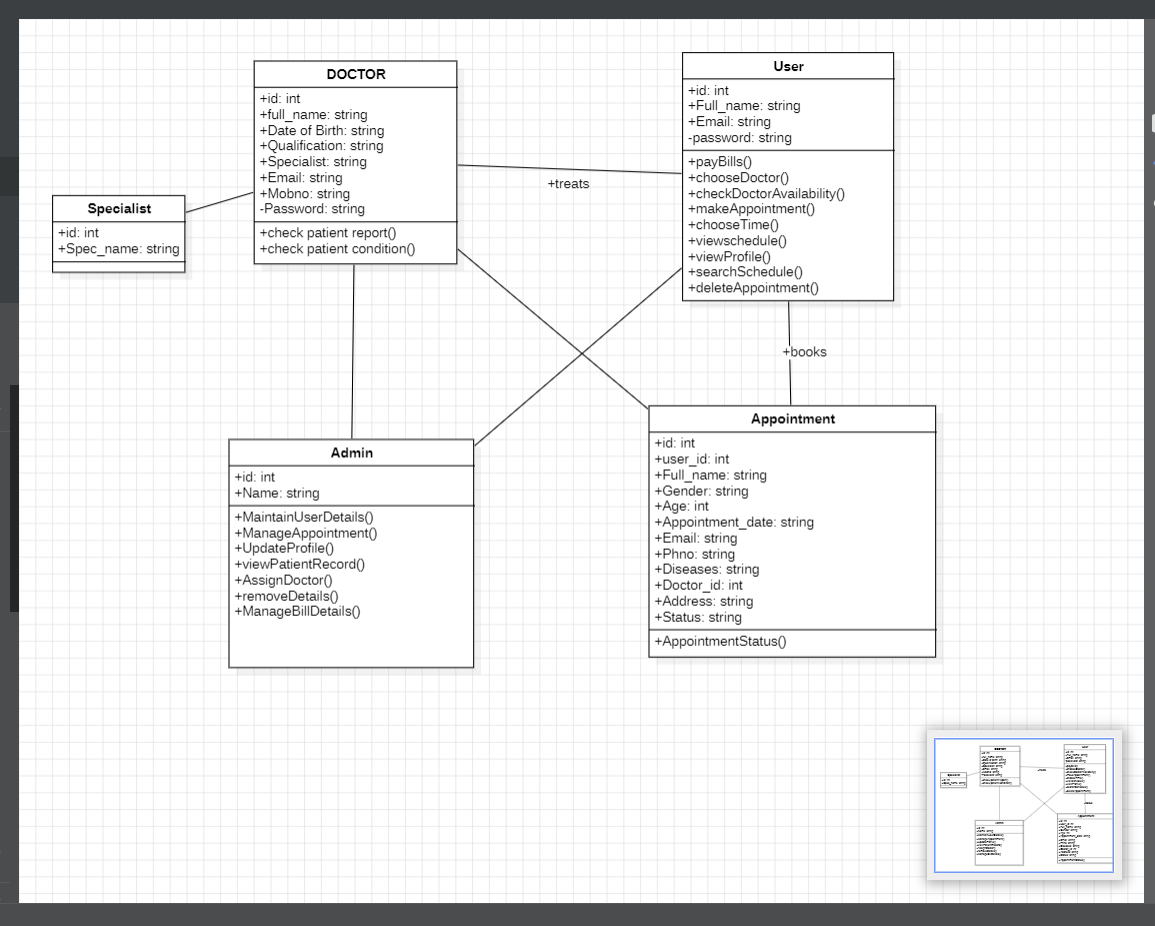 DOCTOR
+id: int
+full_name: string
+Date of Birth: string
+Qualification: string
+Specialist: string
+Email: string
+Mobno: string
-Password: string
+check patient report()
+check patient condition()
User
+id: int
+Full_name: string
+Email: string
-password: string
+payBills()
+chooseDoctor()
+checkDoctorAvailability()
+makeAppointment()
+chooseTime()
+viewschedule()
+viewProfile()
+searchSchedule()
+deleteAppointment()
+treats
Specialist
+id: int
+Spec_name: string
+books
Admin
+id: int
+Name: string
+MaintainUserDetails()
+ManageAppointment()
+UpdateProfile()
+viewPatientRecord()
+AssignDoctor()
+removeDetails()
+ManageBillDetails()
Appointment
+id: int
+user_id: int
+Full_name: string
+Gender: string
+Age: int
+Appointment_date: string
+Email: string
+Phno: string
+Diseases: string
+Doctor_id: int
+Address: string
+Status: string
+AppointmentStatus()